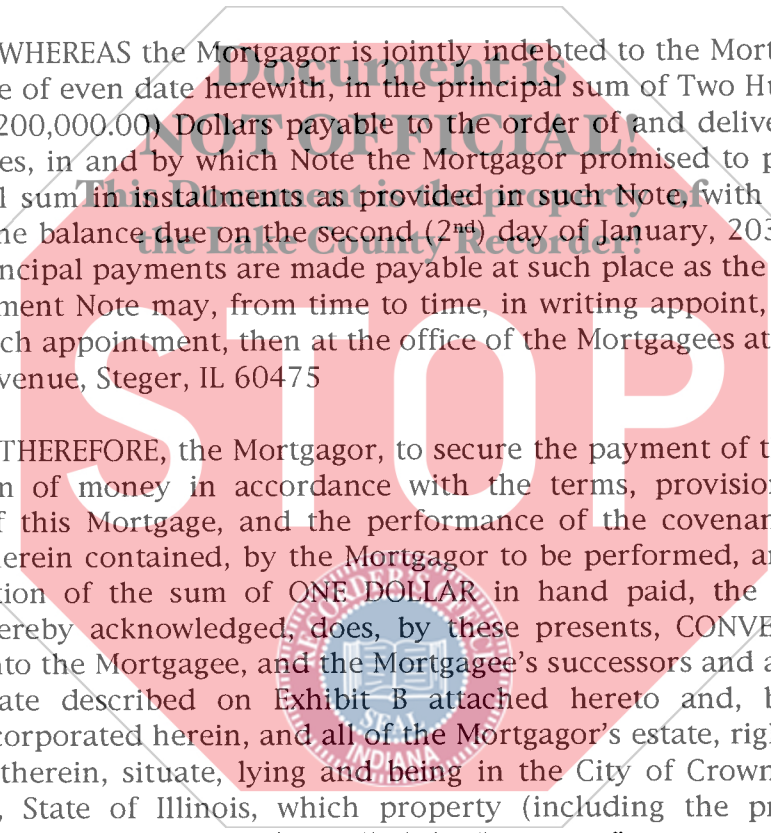 WHEREAS the Mortgagor is jointly indebted to the Mort
e of even date herewith, in the principal sum of Two Hu
200,000.00) Dollars payable to the order of and delive
es, in and by which Note the Mortgagor promised to p
l sum in installments as provided in such Note, with
ne balance due on the second (2nd) day of January, 203
ncipal payments are made payable at such place as the
ment Note may, from time to time, in writing appoint,
ch appointment, then at the office of the Mortgagees at
venue, Steger, IL 60475
THEREFORE, the Mortgagor, to secure the payment of t
m of money in accordance with the terms, provision
f this Mortgage, and the performance of the covenan
erein contained, by the Mortgagor to be performed, an
tion of the sum of ONE DOLLAR in hand paid, the
ereby acknowledged, does, by these presents, CONVE
nto the Mortgagee, and the Mortgagee's successors and a
ate described on Exhibit B attached hereto and, b
corporated herein, and all of the Mortgagor's estate, righ
therein, situate, lying and being in the City of Crown
, State of Illinois, which property (including the pr
Document is
NOT OFFICIAL!
This Document is the property of
the Lake County Recorder!
STOP
SEAL
INDIANA